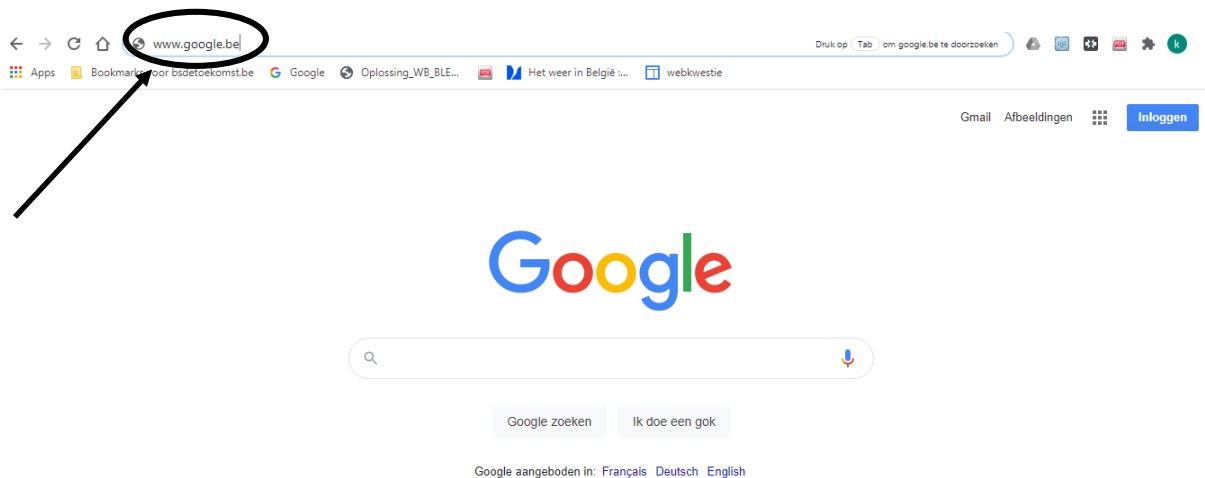 www.google.be
Druk op Tab om google.be te doorzoeken
k
Apps Bookmarks voor bsdetoekomst.be Google Oplossing_WB_BLE... Het weer in België :... webkwestie
Gmail Afbeeldingen Inloggen
Google
Google zoeken Ik doe een gok
Google aangeboden in: Français Deutsch English